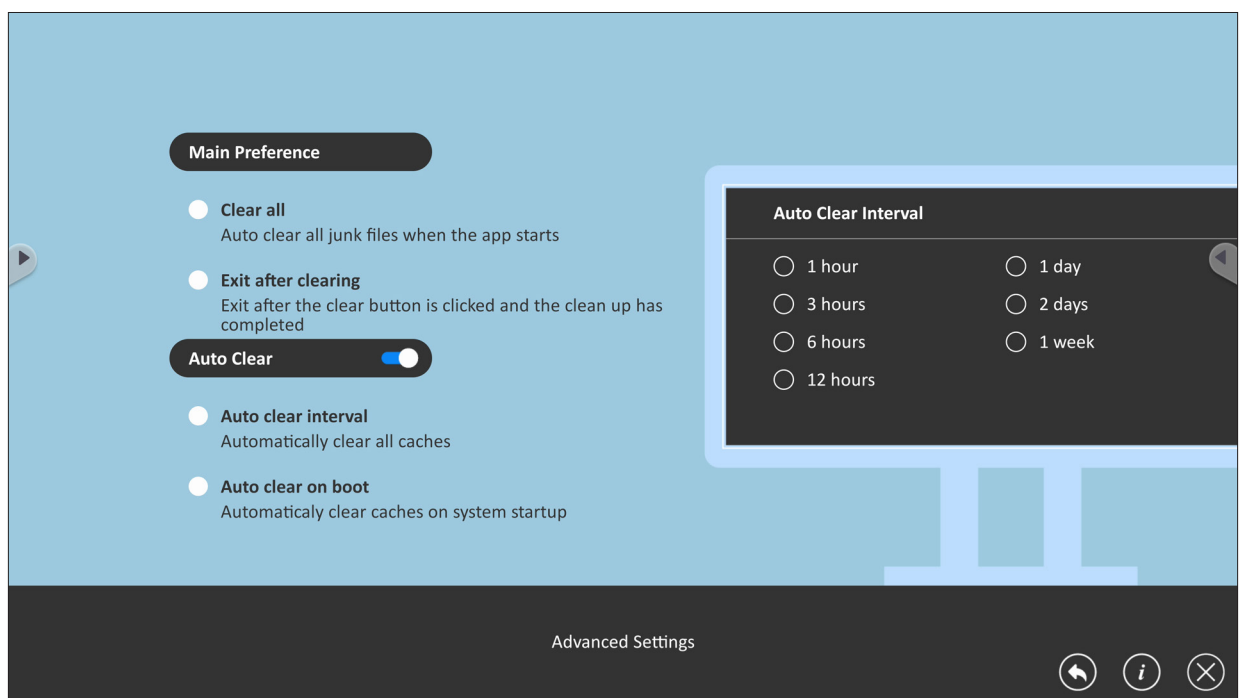 Main Preference
Clear all
Auto clear all junk files when the app starts
Exit after clearing
Exit after the clear button is clicked and the clean up has
completed
Auto Clear
Auto clear interval
Automatically clear all caches
Auto clear on boot
Automaticaly clear caches on system startup
Auto Clear Interval
1 hour
1 day
3 hours
2 days
6 hours
1 week
12 hours
Advanced Settings
i